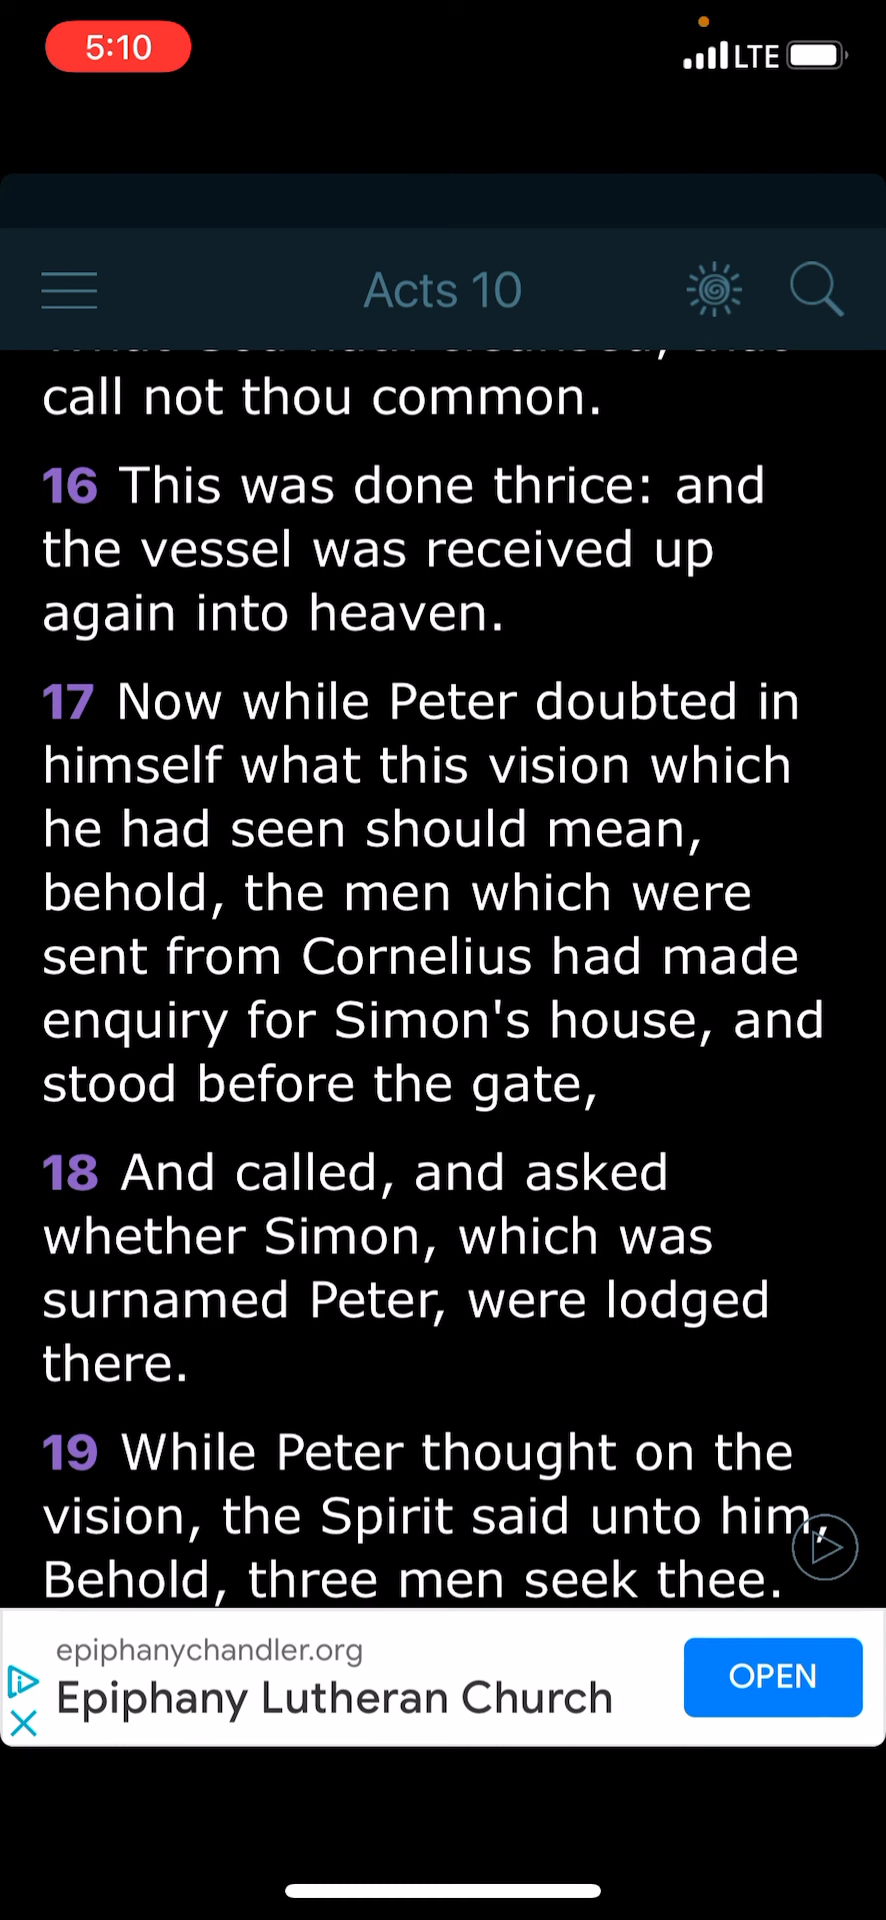 5:10
LTE
Acts 10
call not thou common.
16 This was done thrice: and
the vessel was received up
again into heaven.
17 Now while Peter doubted in
himself what this vision which
he had seen should mean,
behold, the men which were
sent from Cornelius had made
enquiry for Simon's house, and
stood before the gate,
18 And called, and asked
whether Simon, which was
surnamed Peter, were lodged
there.
19 While Peter thought on the
vision, the Spirit said unto him,
Behold, three men seek thee.
epiphanychandler.org
Epiphany Lutheran Church
OPEN